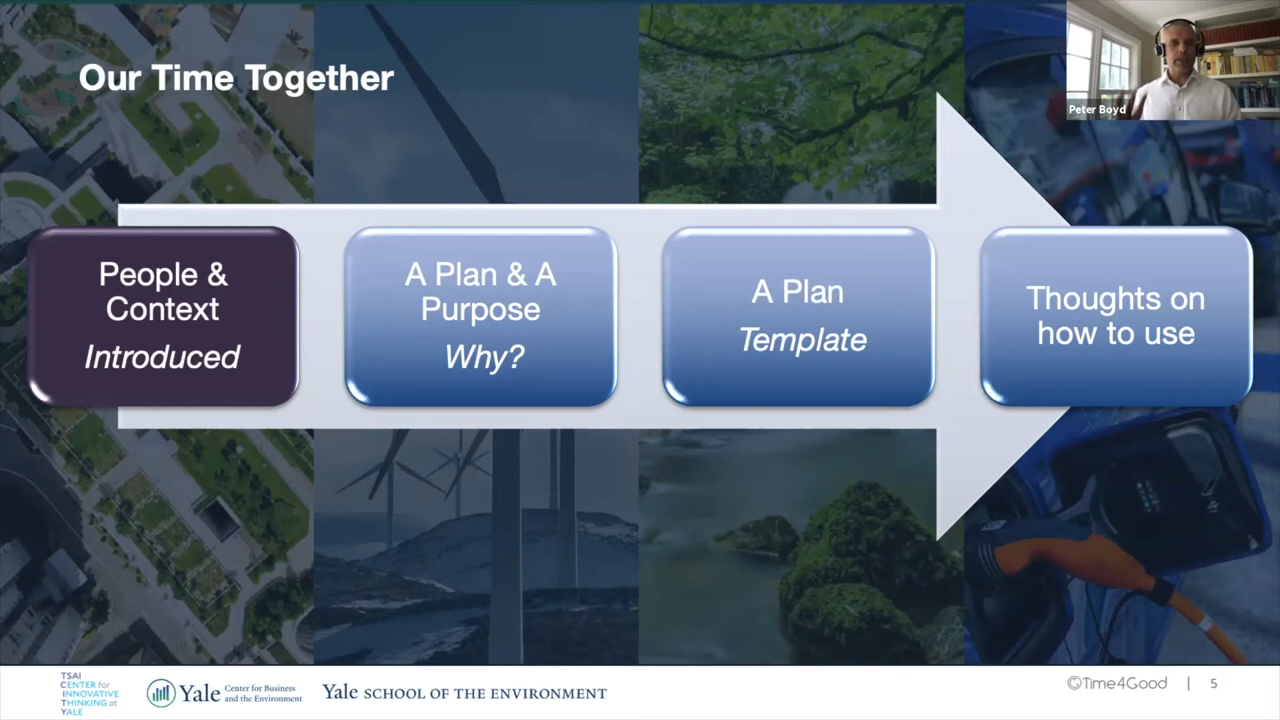 Our Time Together
Peter Boyd
People &
Context
Introduced
A Plan & A
Purpose
Why?
A Plan
Template
Thoughts on
how to use
TSAI
CENTER for
INNOVATIVE
THINKING at
YALE
Yale
Center for Business
and the Environment
Yale SCHOOL OF THE ENVIRONMENT
©Time4Good | 5